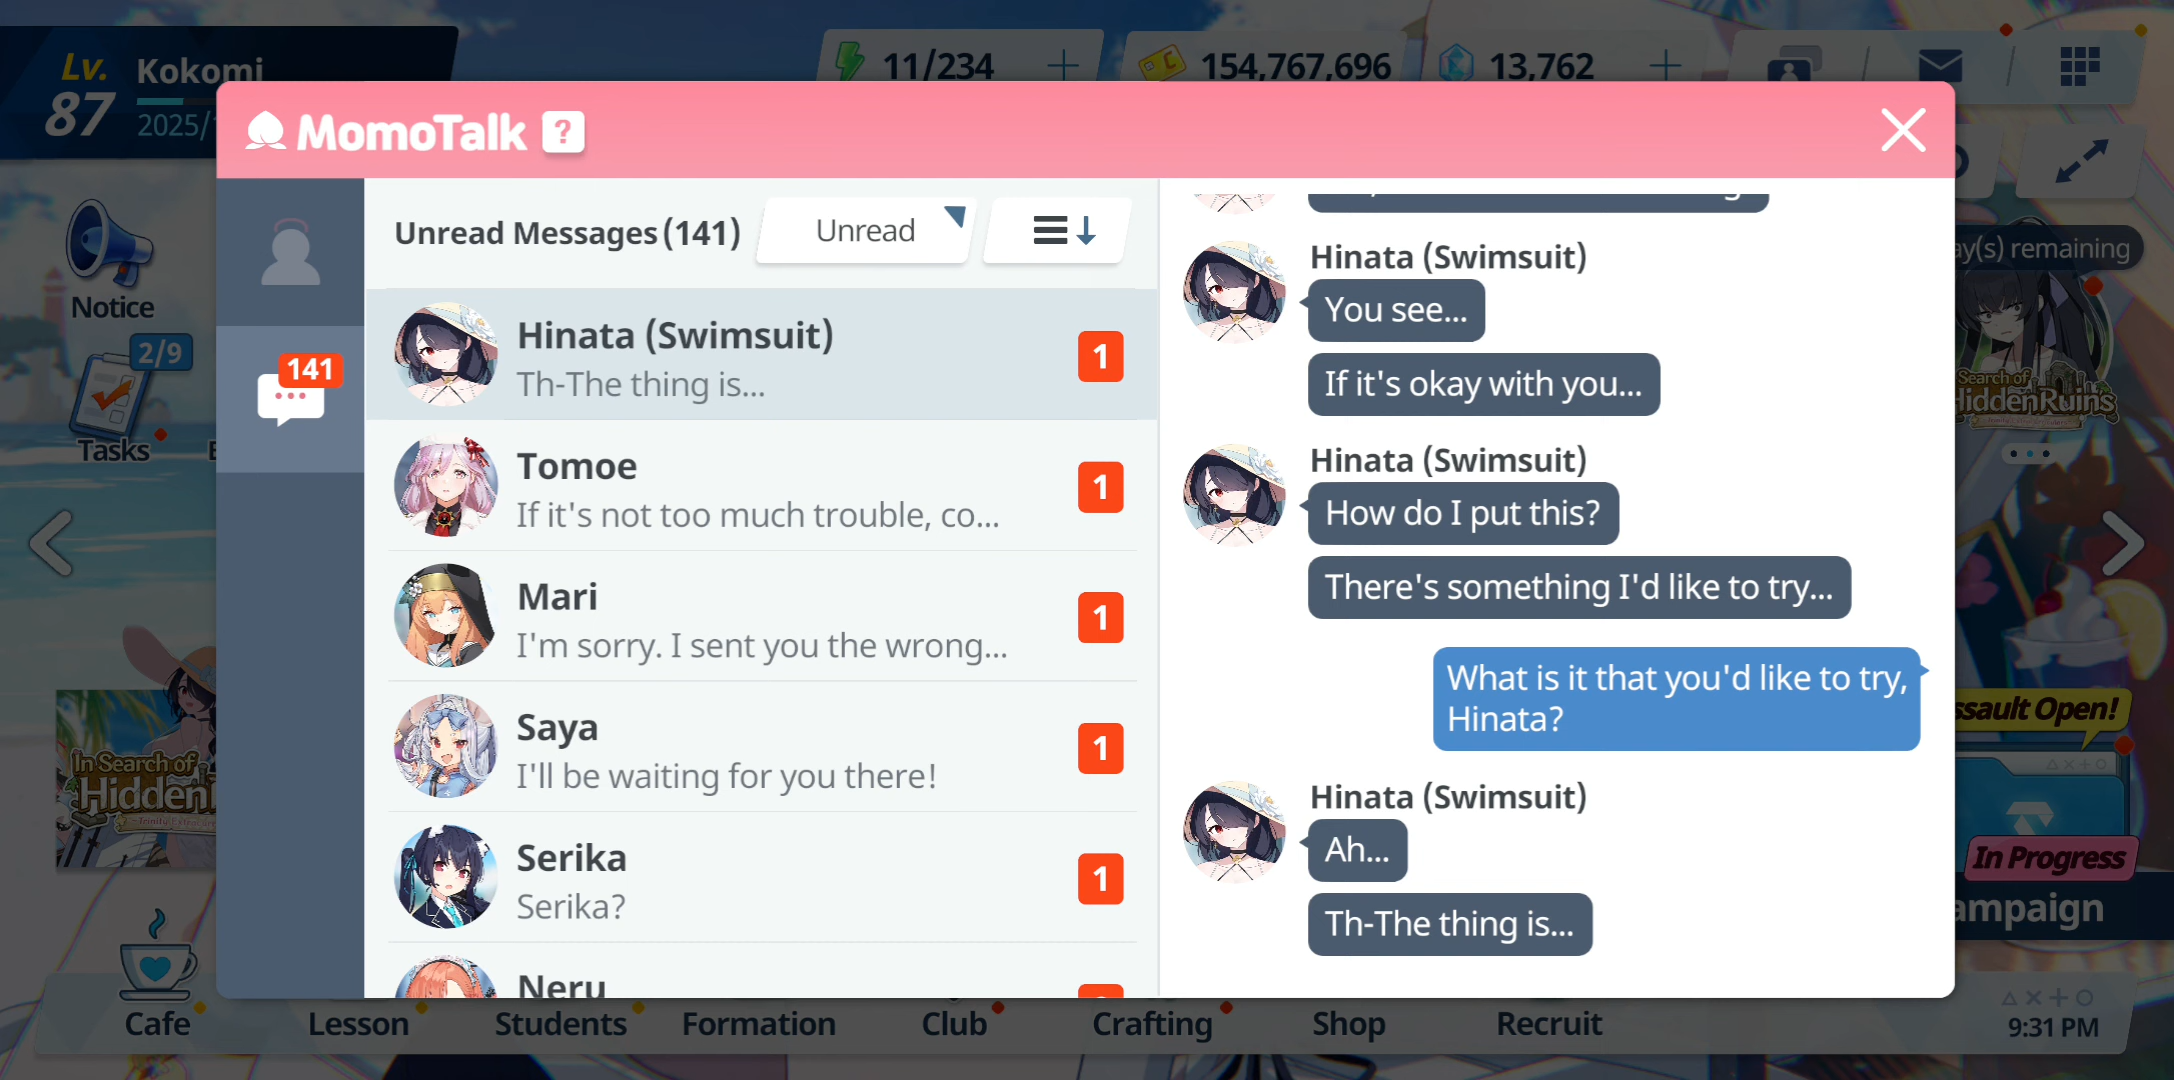 Lv.
87
Kokomi
2025/
11/234
154,767,696
13,762
MomoTalk ?
Notice
2/9
Tasks
141
Unread Messages (141)
Unread
Hinata (Swimsuit)
Th-The thing is...
1
Tomoe
If it's not too much trouble, co...
1
Mari
I'm sorry. I sent you the wrong...
1
Saya
I'll be waiting for you there!
1
Serika
Serika?
1
Neru
Hinata (Swimsuit)
You see...
If it's okay with you...
Hinata (Swimsuit)
How do I put this?
There's something I'd like to try...
What is it that you'd like to try,
Hinata?
Hinata (Swimsuit)
Ah...
Th-The thing is...
ay(s) remaining
Search of
Hidden Ruins
ssault Open!
In Progress
ampaign
In Search of
Hidden
Cafe
Lesson
Students
Formation
Club
Crafting
Shop
Recruit
9:31 PM